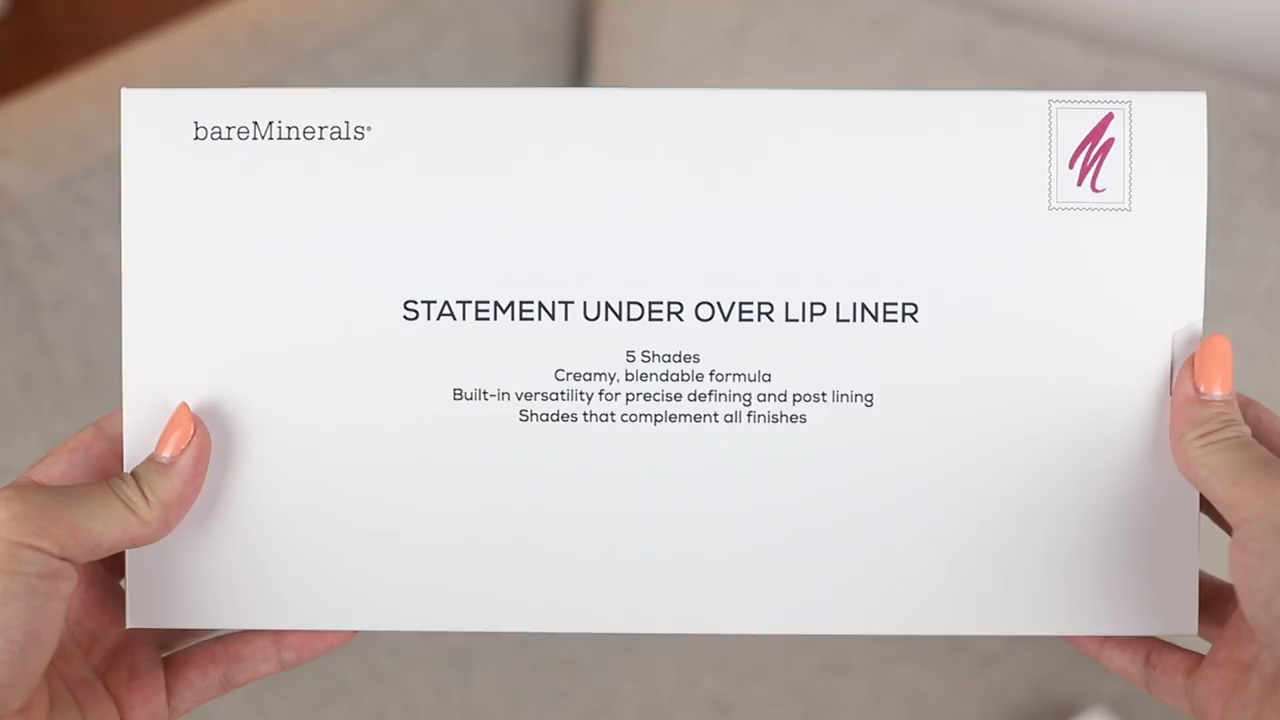 bareMinerals®
STATEMENT UNDER OVER LIP LINER
5 Shades
Creamy, blendable formula
Built-in versatility for precise defining and post lining
Shades that complement all finishes